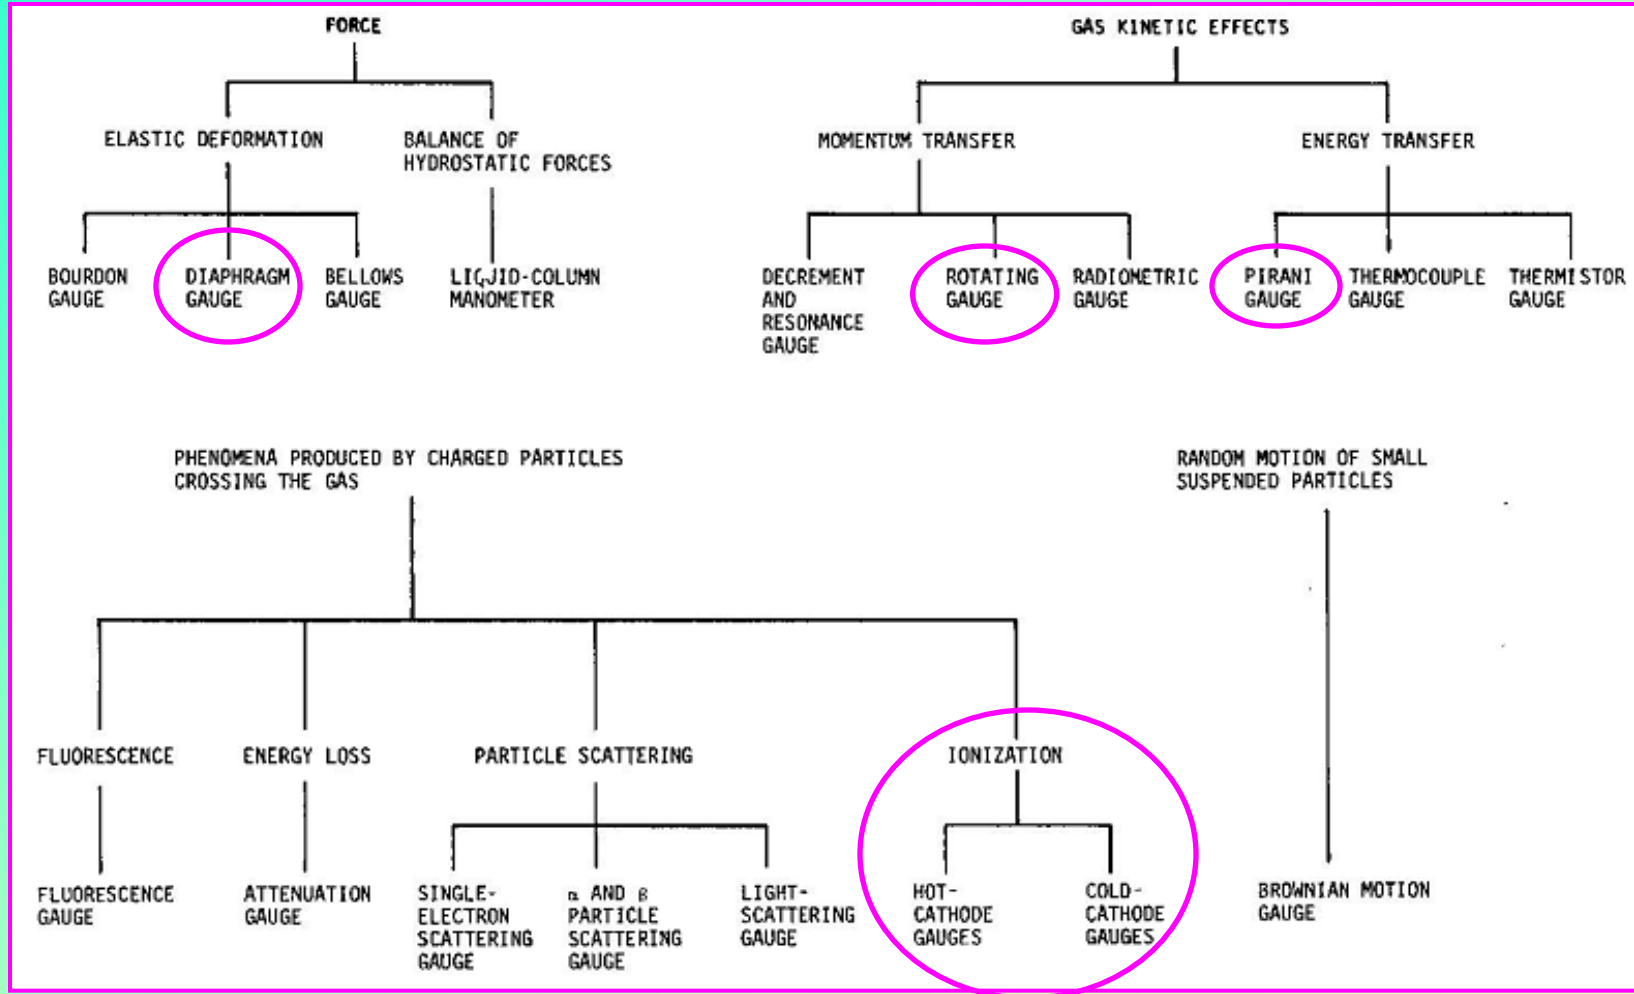 FORCE
GAS KINETIC EFFECTS
ELASTIC DEFORMATION
BALANCE OF
HYDROSTATIC FORCES
MOMENTUM TRANSFER
ENERGY TRANSFER
BOURDON
GAUGE
DIAPHRAGM
GAUGE
BELLOWS
GAUGE
LIQUID-COLUMN
MANOMETER
DECREMENT
AND
RESONANCE
GAUGE
ROTATING
GAUGE
RADIOMETRIC
GAUGE
PIRANI
GAUGE
THERMOCOUPLE
GAUGE
THERMISTOR
GAUGE
PHENOMENA PRODUCED BY CHARGED PARTICLES
CROSSING THE GAS
RANDOM MOTION OF SMALL
SUSPENDED PARTICLES
FLUORESCENCE
ENERGY LOSS
PARTICLE SCATTERING
IONIZATION
FLUORESCENCE
GAUGE
ATTENUATION
GAUGE
SINGLE-
ELECTRON
SCATTERING
GAUGE
α AND β
PARTICLE
SCATTERING
GAUGE
LIGHT-
SCATTERING
GAUGE
HOT-
CATHODE
GAUGES
COLD-
CATHODE
GAUGES
BROWNIAN MOTION
GAUGE